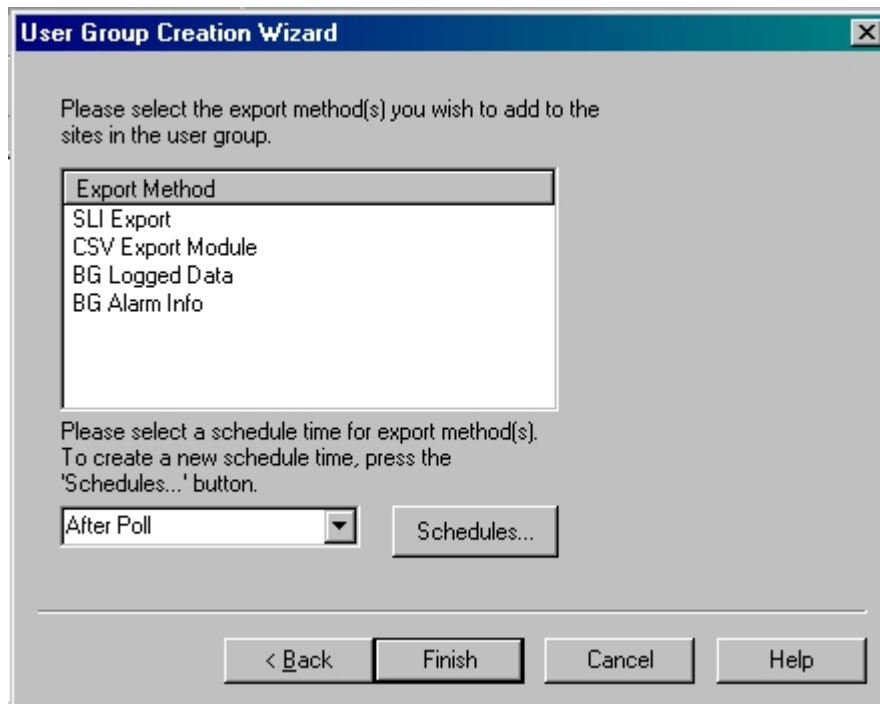 User Group Creation Wizard
Please select the export method(s) you wish to add to the
sites in the user group.
Export Method
SLI Export
CSV Export Module
BG Logged Data
BG Alarm Info
Please select a schedule time for export method(s).
To create a new schedule time, press the
'Schedules...' button.
After Poll
Schedules...
< Back
Finish
Cancel
Help